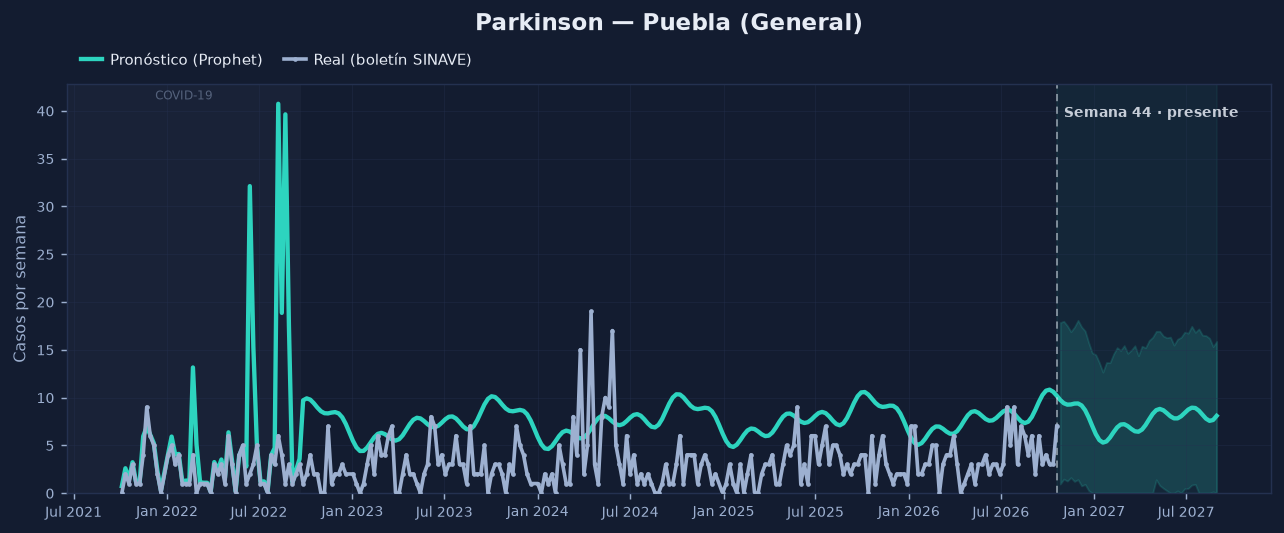 Parkinson — Puebla (General)
Pronóstico (Prophet)
Real (boletín SINAVE)
COVID-19
Semana 44 · presente
Casos por semana
40
35
30
25
20
15
10
5
0
Jul 2021
Jan 2022
Jul 2022
Jan 2023
Jul 2023
Jan 2024
Jul 2024
Jan 2025
Jul 2025
Jan 2026
Jul 2026
Jan 2027
Jul 2027